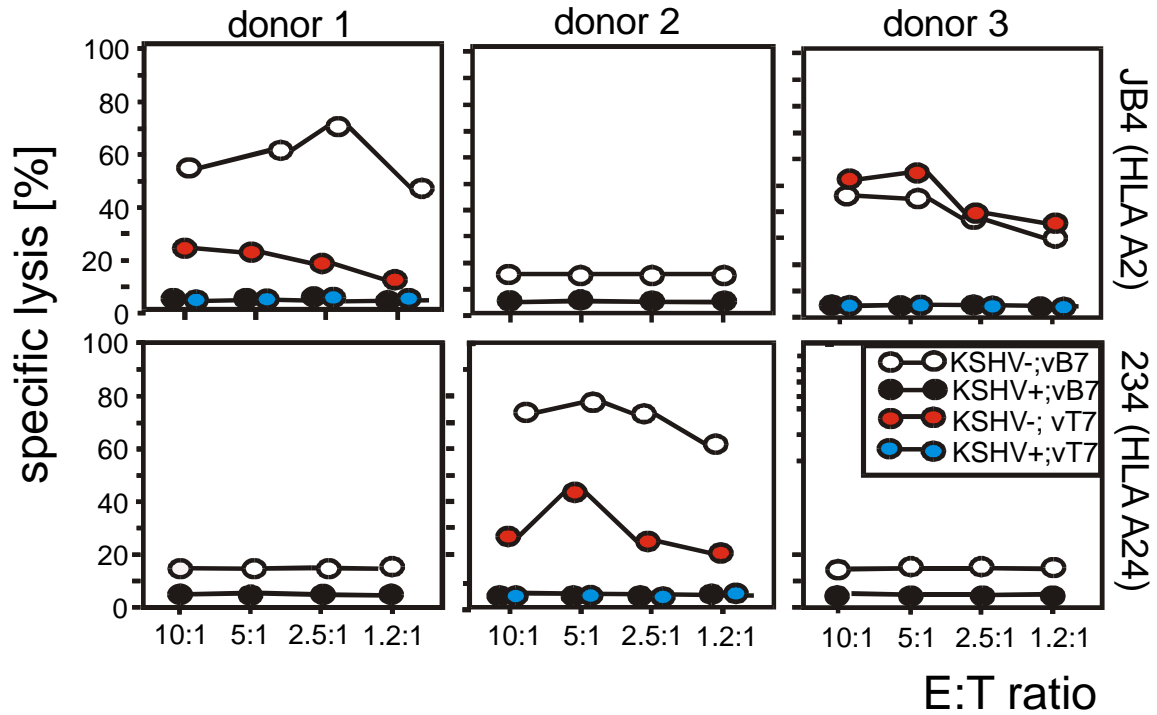 donor 1
donor 2
donor 3
specific lysis [%]
100
80
60
40
20
0
JB4 (HLA A2)
100
80
60
40
20
0
KSHV-;vB7
KSHV+;vB7
KSHV-; vT7
KSHV+;vT7
234 (HLA A24)
10:1 5:1 2.5:1 1.2:1
10:1 5:1 2.5:1 1.2:1
10:1 5:1 2.5:1 1.2:1
E:T ratio